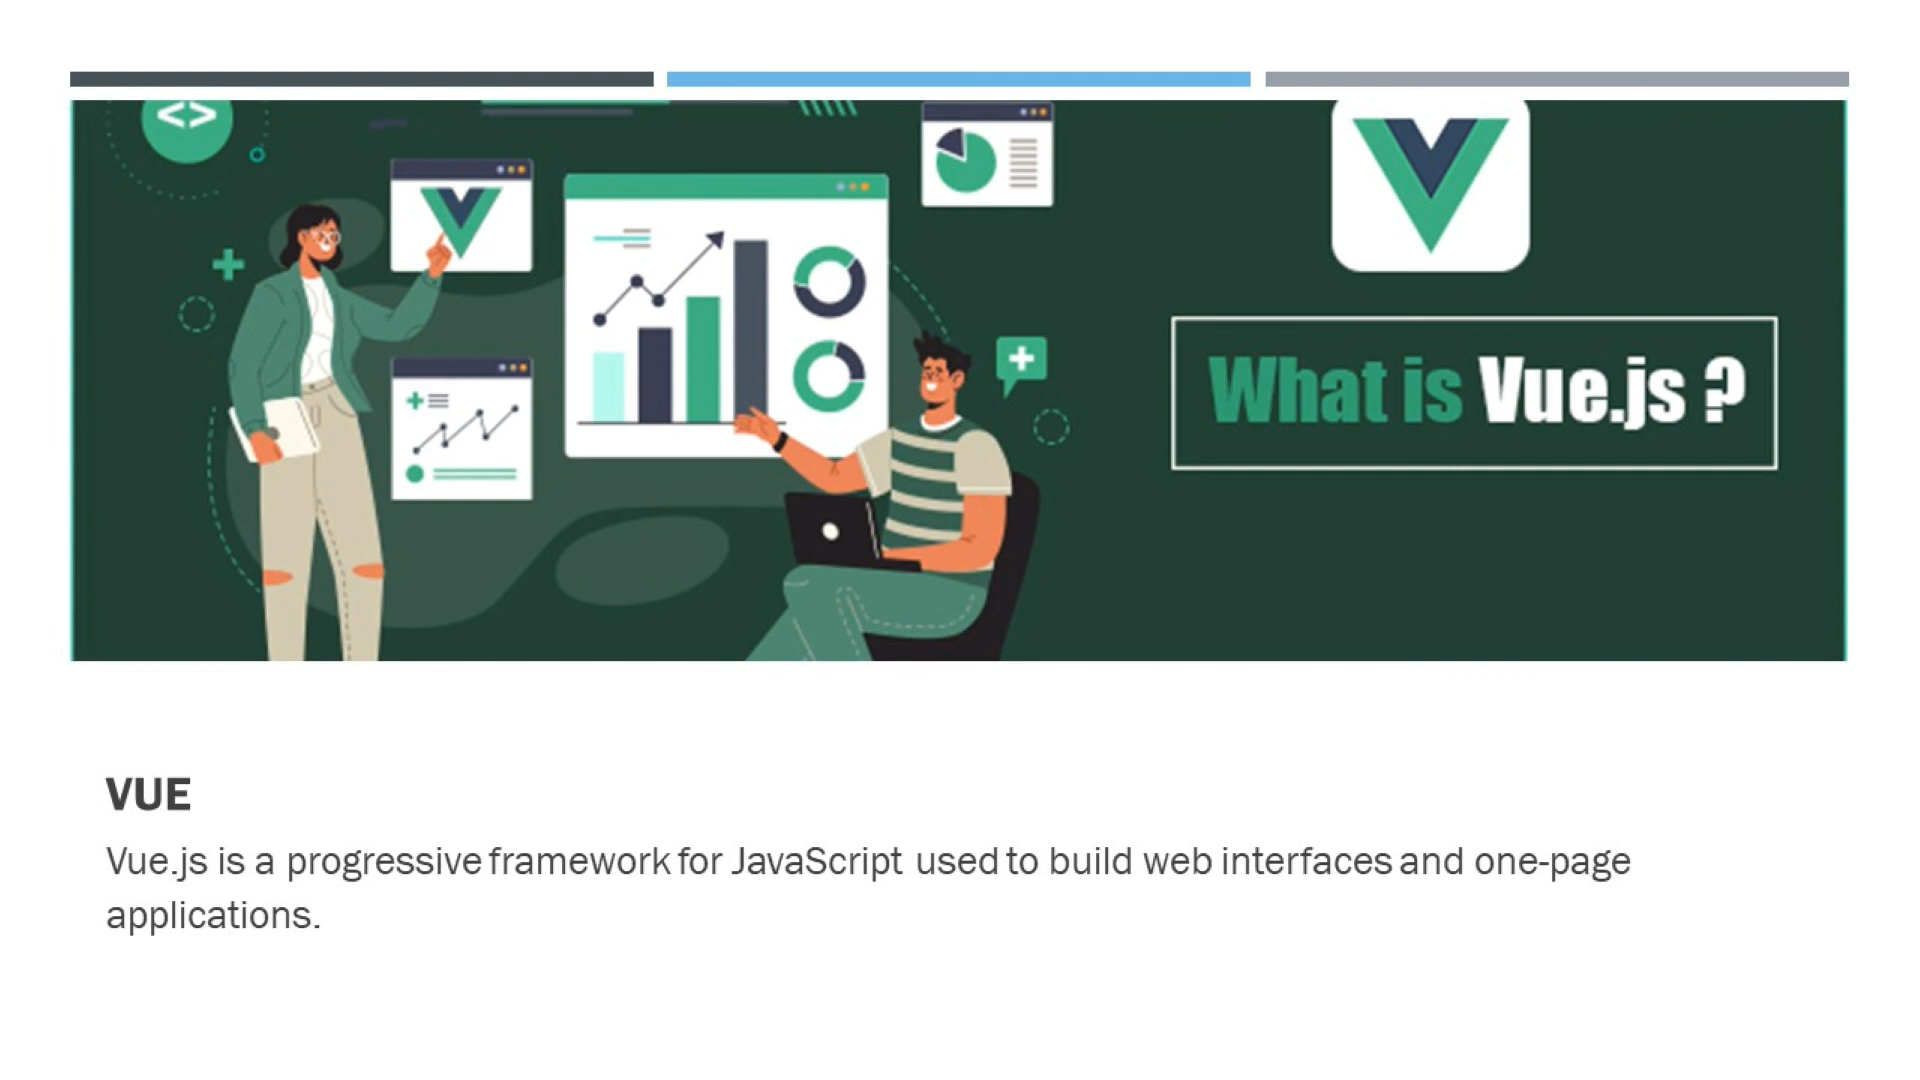 <>
What is Vue.js ?
VUE
Vue.js is a progressive framework for JavaScript used to build web interfaces and one-page
applications.